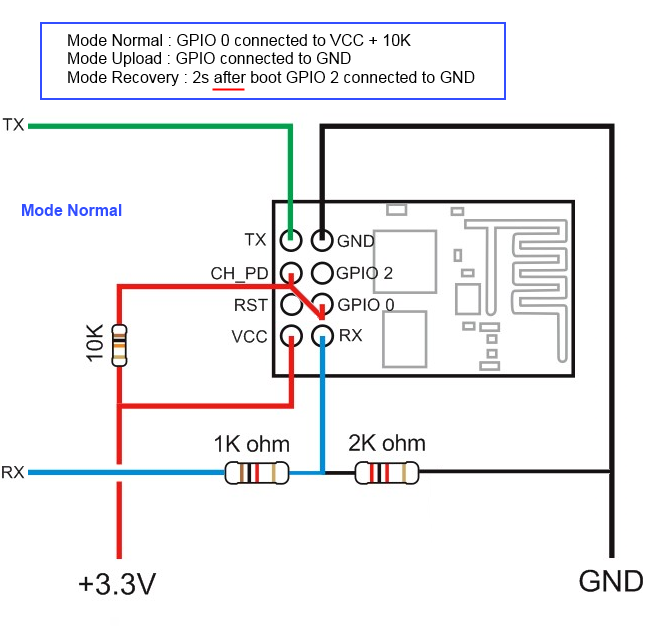 Mode Normal : GPIO 0 connected to VCC + 10K
Mode Upload : GPIO connected to GND
Mode Recovery : 2s after boot GPIO 2 connected to GND
TX
Mode Normal
TX GND
CH_PD GPIO 2
RST GPIO 0
VCC RX
10K
1K ohm 2K ohm
RX
+3.3V GND